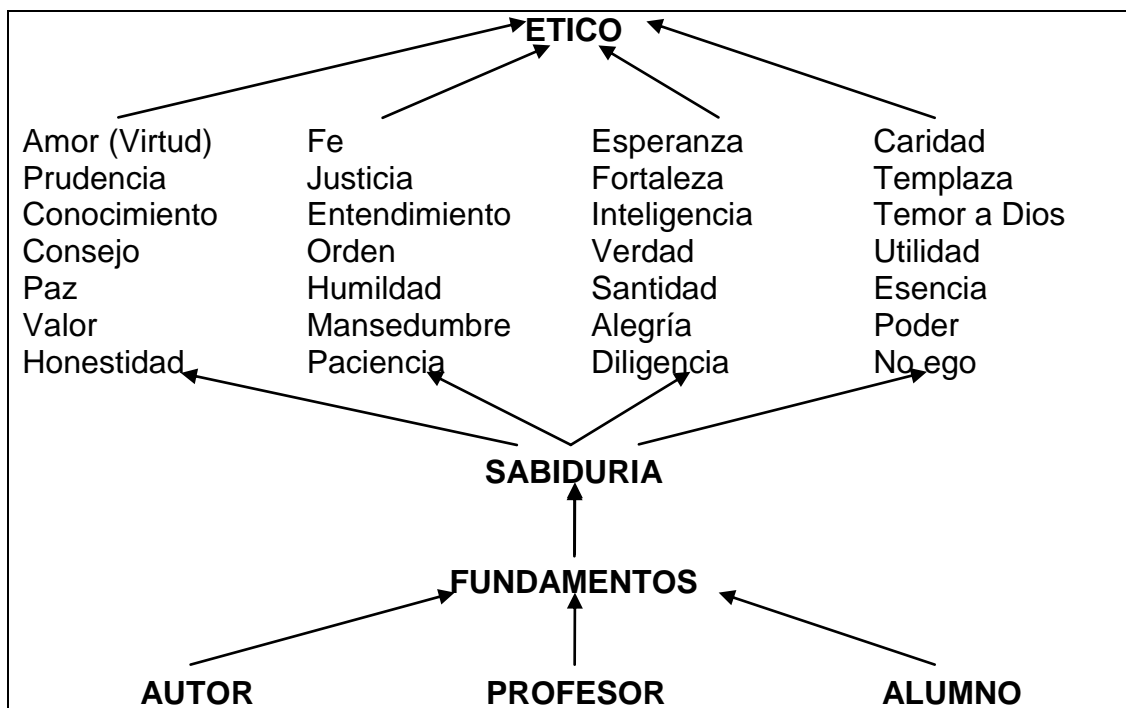 ETICO
Amor (Virtud) Fe Esperanza Caridad
Prudencia Justicia Fortaleza Templaza
Conocimiento Entendimiento Inteligencia Temor a Dios
Consejo Orden Verdad Utilidad
Paz Humildad Santidad Esencia
Valor Mansedumbre Alegría Poder
Honestidad Paciencia Diligencia No ego
SABIDURIA
FUNDAMENTOS
AUTOR PROFESOR ALUMNO